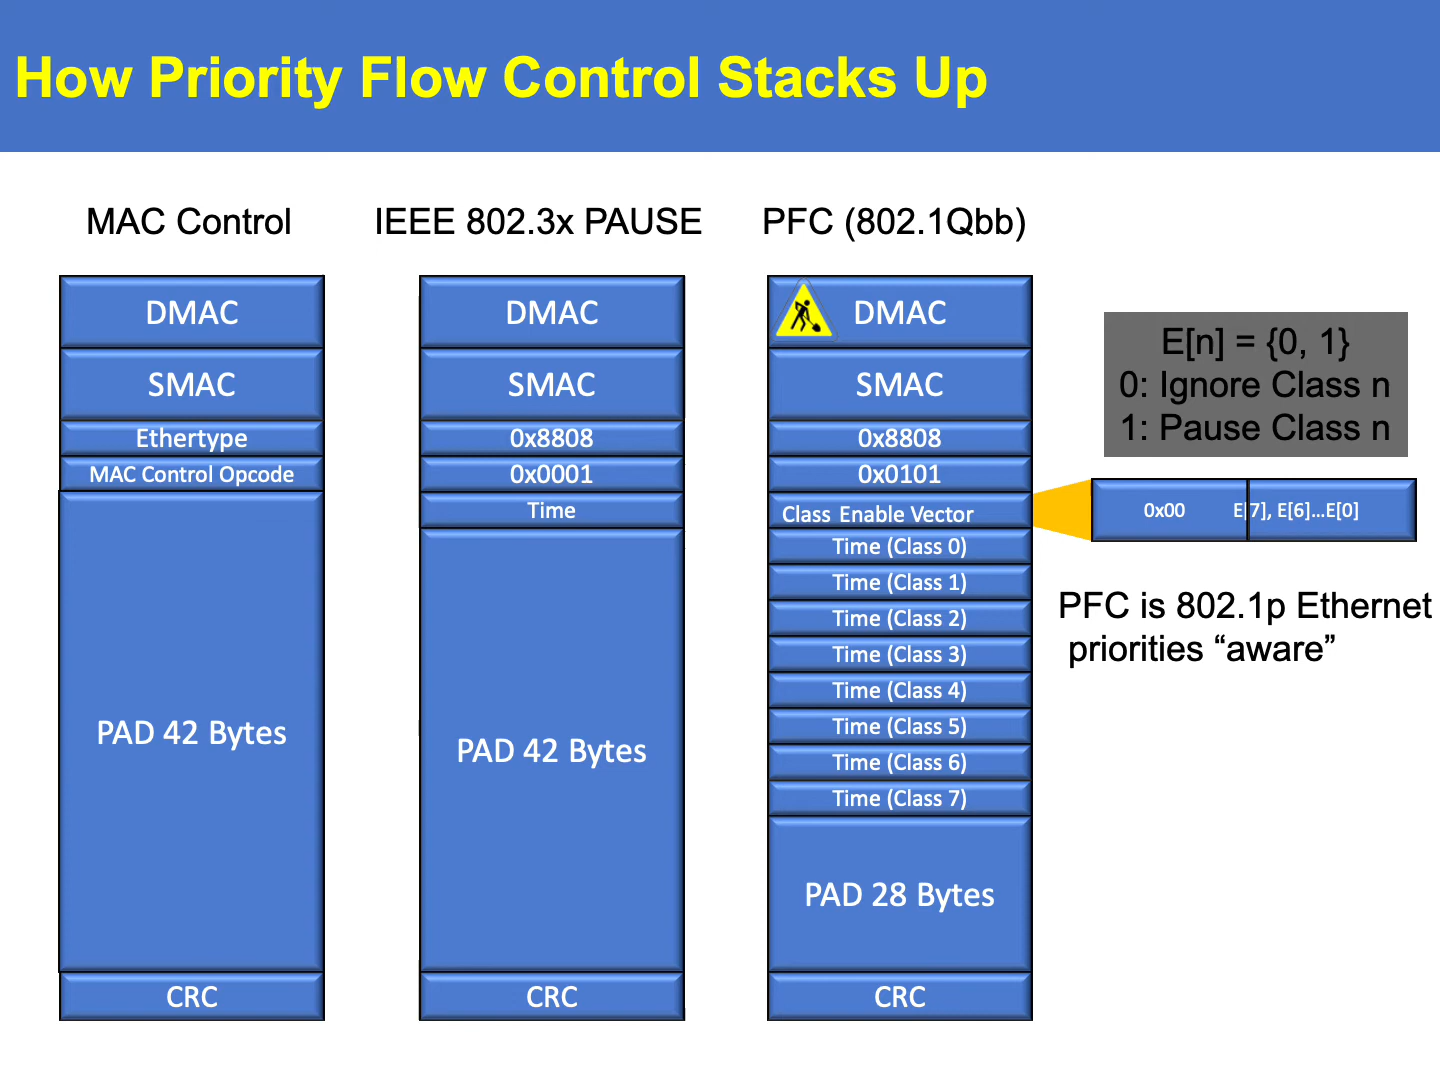 How Priority Flow Control Stacks Up
MAC Control
DMAC
SMAC
Ethertype
MAC Control Opcode
PAD 42 Bytes
CRC
IEEE 802.3x PAUSE
DMAC
SMAC
0x8808
0x0001
Time
PAD 42 Bytes
CRC
PFC (802.1Qbb)
DMAC
SMAC
0x8808
0x0101
Class Enable Vector
Time (Class 0)
Time (Class 1)
Time (Class 2)
Time (Class 3)
Time (Class 4)
Time (Class 5)
Time (Class 6)
Time (Class 7)
PAD 28 Bytes
CRC
E[n] = {0, 1}
0: Ignore Class n
1: Pause Class n
0x00 E[7], E[6]...E[0]
PFC is 802.1p Ethernet
priorities “aware”